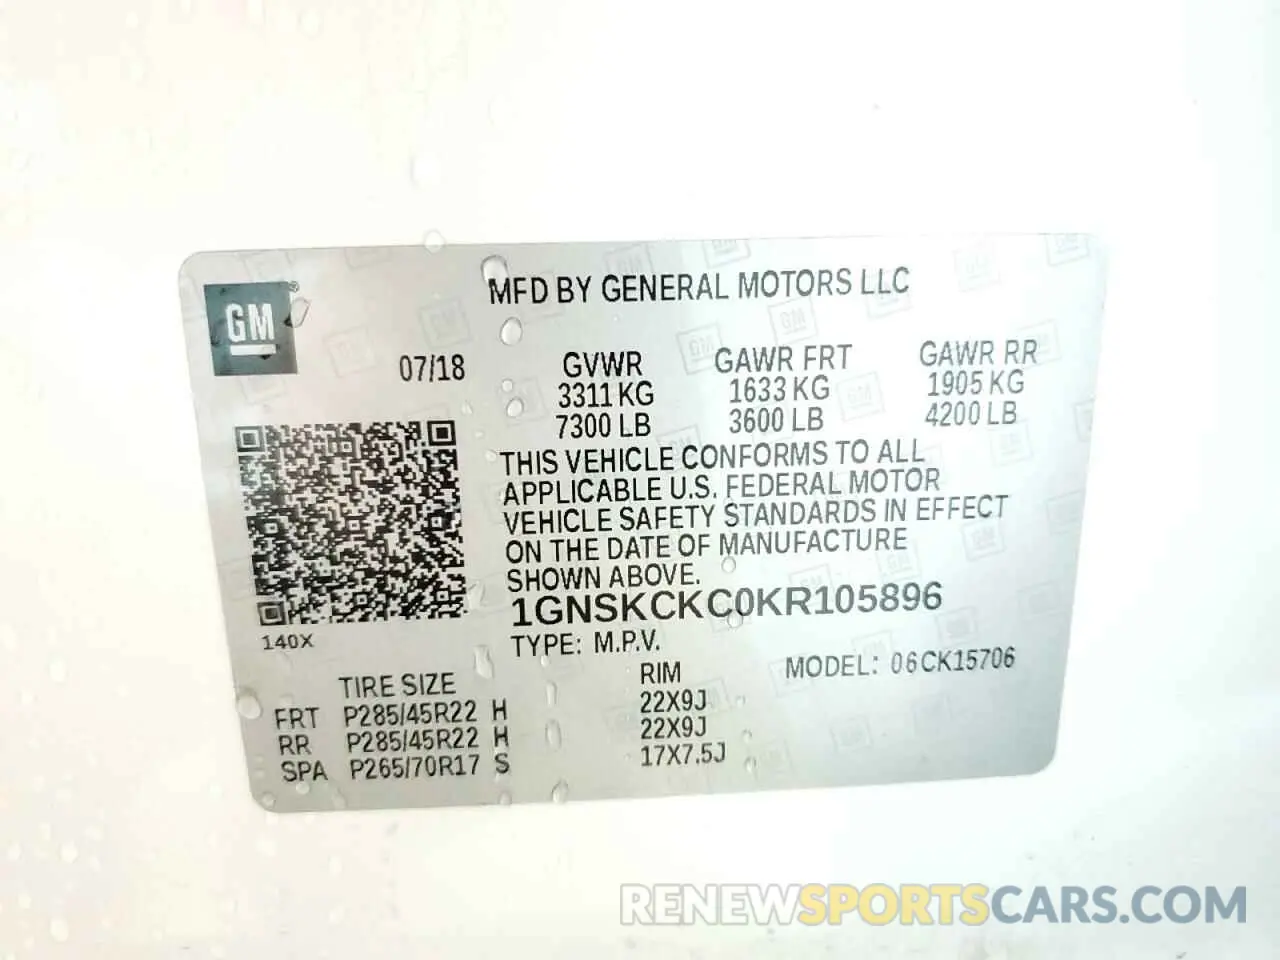 MFD BY GENERAL MOTORS LLC
GM®
07/18
GVWR GAWR FRT GAWR RR
3311 KG 1633 KG 1905 KG
7300 LB 3600 LB 4200 LB
THIS VEHICLE CONFORMS TO ALL
APPLICABLE U.S. FEDERAL MOTOR
VEHICLE SAFETY STANDARDS IN EFFECT
ON THE DATE OF MANUFACTURE
SHOWN ABOVE.
1GNSKCKC0KR105896
140X
TYPE: M.P.V.
MODEL: 06CK15706
TIRE SIZE RIM
FRT P285/45R22 H 22X9J
RR P285/45R22 H 22X9J
SPA P265/70R17 S 17X7.5J
RENEWSPORTSCARS.COM